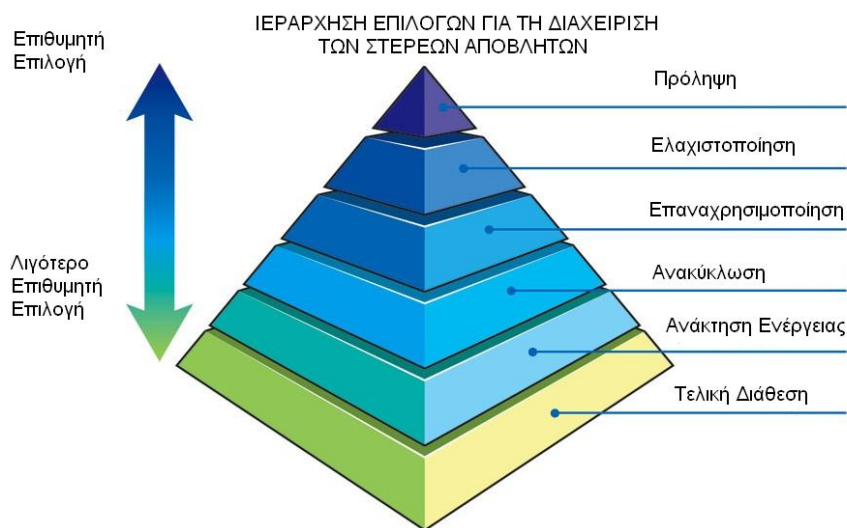 ΙΕΡΑΡΧΗΣΗ ΕΠΙΛΟΓΩΝ ΓΙΑ ΤΗ ΔΙΑΧΕΙΡΙΣΗ
ΤΩΝ ΣΤΕΡΕΩΝ ΑΠΟΒΛΗΤΩΝ
Επιθυμητή
Επιλογή
Πρόληψη
Ελαχιστοποίηση
Επαναχρησιμοποίηση
Λιγότερο
Επιθυμητή
Επιλογή
Ανακύκλωση
Ανάκτηση Ενέργειας
Τελική Διάθεση